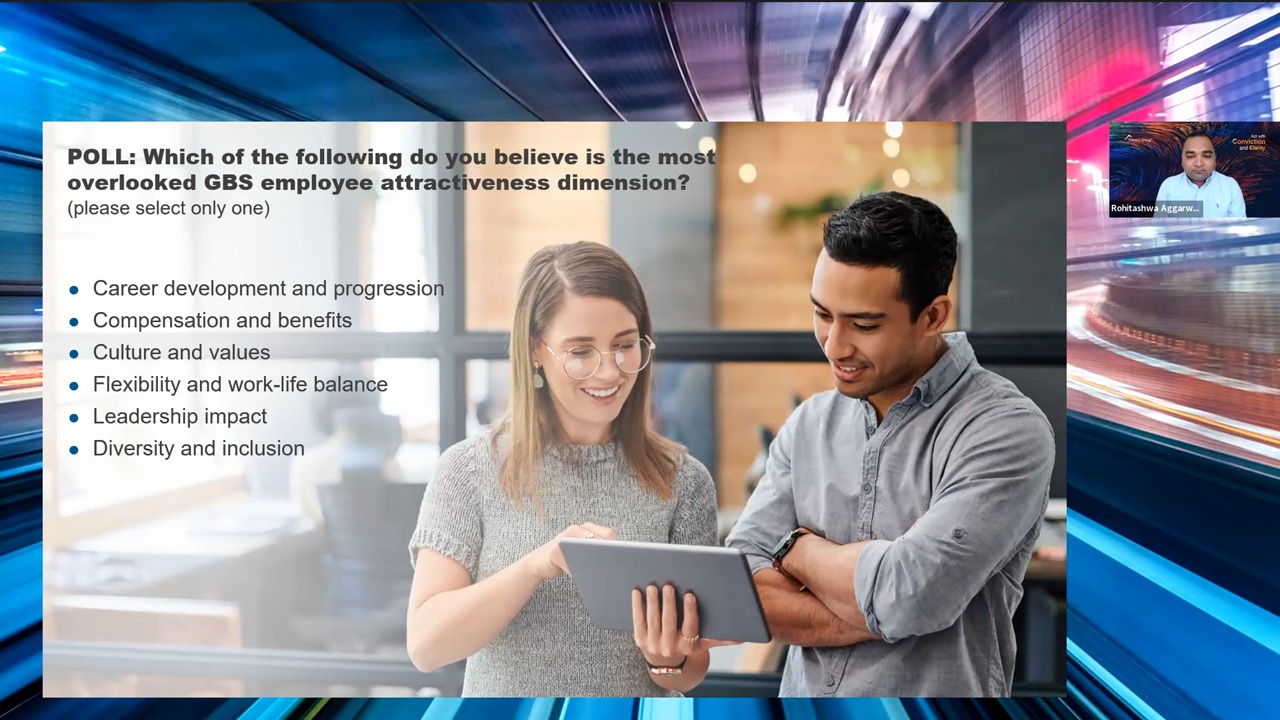 POLL: Which of the following do you believe is the most
overlooked GBS employee attractiveness dimension?
(please select only one)
Career development and progression
Compensation and benefits
Culture and values
Flexibility and work-life balance
Leadership impact
Diversity and inclusion
Act with
Conviction
and Clarity
Rohitashwa Aggarw...